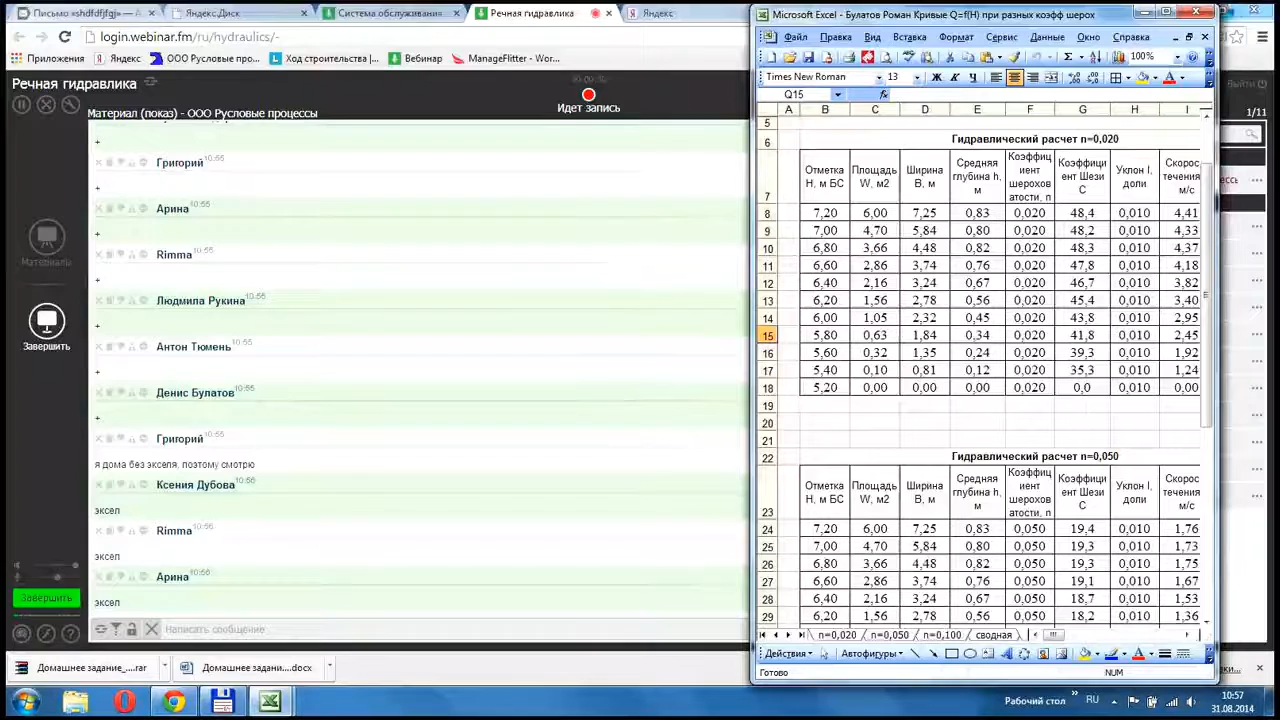 Письмо «shdfdfjfgj» — А
Яндекс.Диск
Система обслуживания
Речная гидравлика
Яндекс
login.webinar.fm/ru/hydraulics/-
Приложения
Яндекс
ООО Русловые про...
Ход строительства |...
Вебинар
ManageFlitter - Wor...
Речная гидравлика
Идет запись
Выйти
Материал (показ) - ООО Русловые процессы
1/11
+
Григорий 10:55
+
Арина 10:55
+
Rimma 10:55
+
Людмила Рукина 10:55
+
Антон Тюмень 10:55
+
Денис Булатов 10:55
+
Григорий 10:55
я дома без экселя, поэтому смотрю
Ксения Дубова 10:56
эксел
Rimma 10:56
эксел
Арина 10:56
эксел
Материалы
Завершить
Завершить
Написать сообщение
Microsoft Excel - Булатов Роман Кривые Q=f(H) при разных коэфф шерох
Файл Правка Вид Вставка Формат Сервис Данные Окно Справка
100%
Times New Roman 13 Ж К Ч
Q15 fx
A B C D E F G H I
5
6 Гидравлический расчет n=0,020
7 Отметка H, м БС Площадь W, м2 Ширина B, м Средняя глубина h, м Коэффициент шероховатости, n Коэффициент Шези C Уклон I, доли Скорос течения м/с
8 7,20 6,00 7,25 0,83 0,020 48,4 0,010 4,41
9 7,00 4,70 5,84 0,80 0,020 48,2 0,010 4,33
10 6,80 3,66 4,48 0,82 0,020 48,3 0,010 4,37
11 6,60 2,86 3,74 0,76 0,020 47,8 0,010 4,18
12 6,40 2,16 3,24 0,67 0,020 46,7 0,010 3,82
13 6,20 1,56 2,78 0,56 0,020 45,4 0,010 3,40
14 6,00 1,05 2,32 0,45 0,020 43,8 0,010 2,95
15 5,80 0,63 1,84 0,34 0,020 41,8 0,010 2,45
16 5,60 0,32 1,35 0,24 0,020 39,3 0,010 1,92
17 5,40 0,10 0,81 0,12 0,020 35,3 0,010 1,24
18 5,20 0,00 0,00 0,00 0,020 0,0 0,010 0,00
19
20
21
22 Гидравлический расчет n=0,050
23 Отметка H, м БС Площадь W, м2 Ширина B, м Средняя глубина h, м Коэффициент шероховатости, n Коэффициент Шези C Уклон I, доли Скорос течения м/с
24 7,20 6,00 7,25 0,83 0,050 19,4 0,010 1,76
25 7,00 4,70 5,84 0,80 0,050 19,3 0,010 1,73
26 6,80 3,66 4,48 0,82 0,050 19,3 0,010 1,75
27 6,60 2,86 3,74 0,76 0,050 19,1 0,010 1,67
28 6,40 2,16 3,24 0,67 0,050 18,7 0,010 1,53
29 6,20 1,56 2,78 0,56 0,050 18,2 0,010 1,36
n=0,020 n=0,050 n=0,100 сводная
Действия Автофигуры
Готово NUM
Домашнее задание_....rar
Домашнее задани....docx
Рабочий стол
RU
10:57
31.08.2014